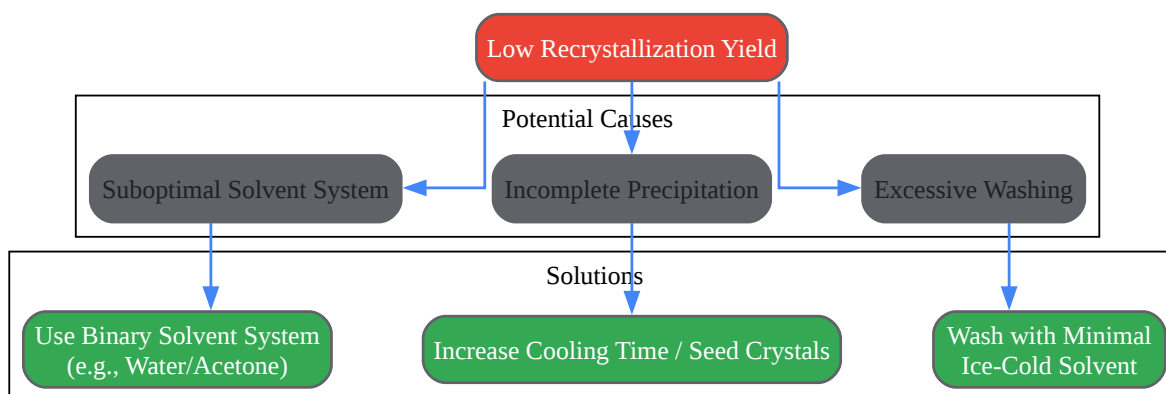 Low Recrystallization Yield
Potential Causes
Suboptimal Solvent System
Incomplete Precipitation
Excessive Washing
Solutions
Use Binary Solvent System
(e.g., Water/Acetone)
Increase Cooling Time / Seed Crystals
Wash with Minimal
Ice-Cold Solvent